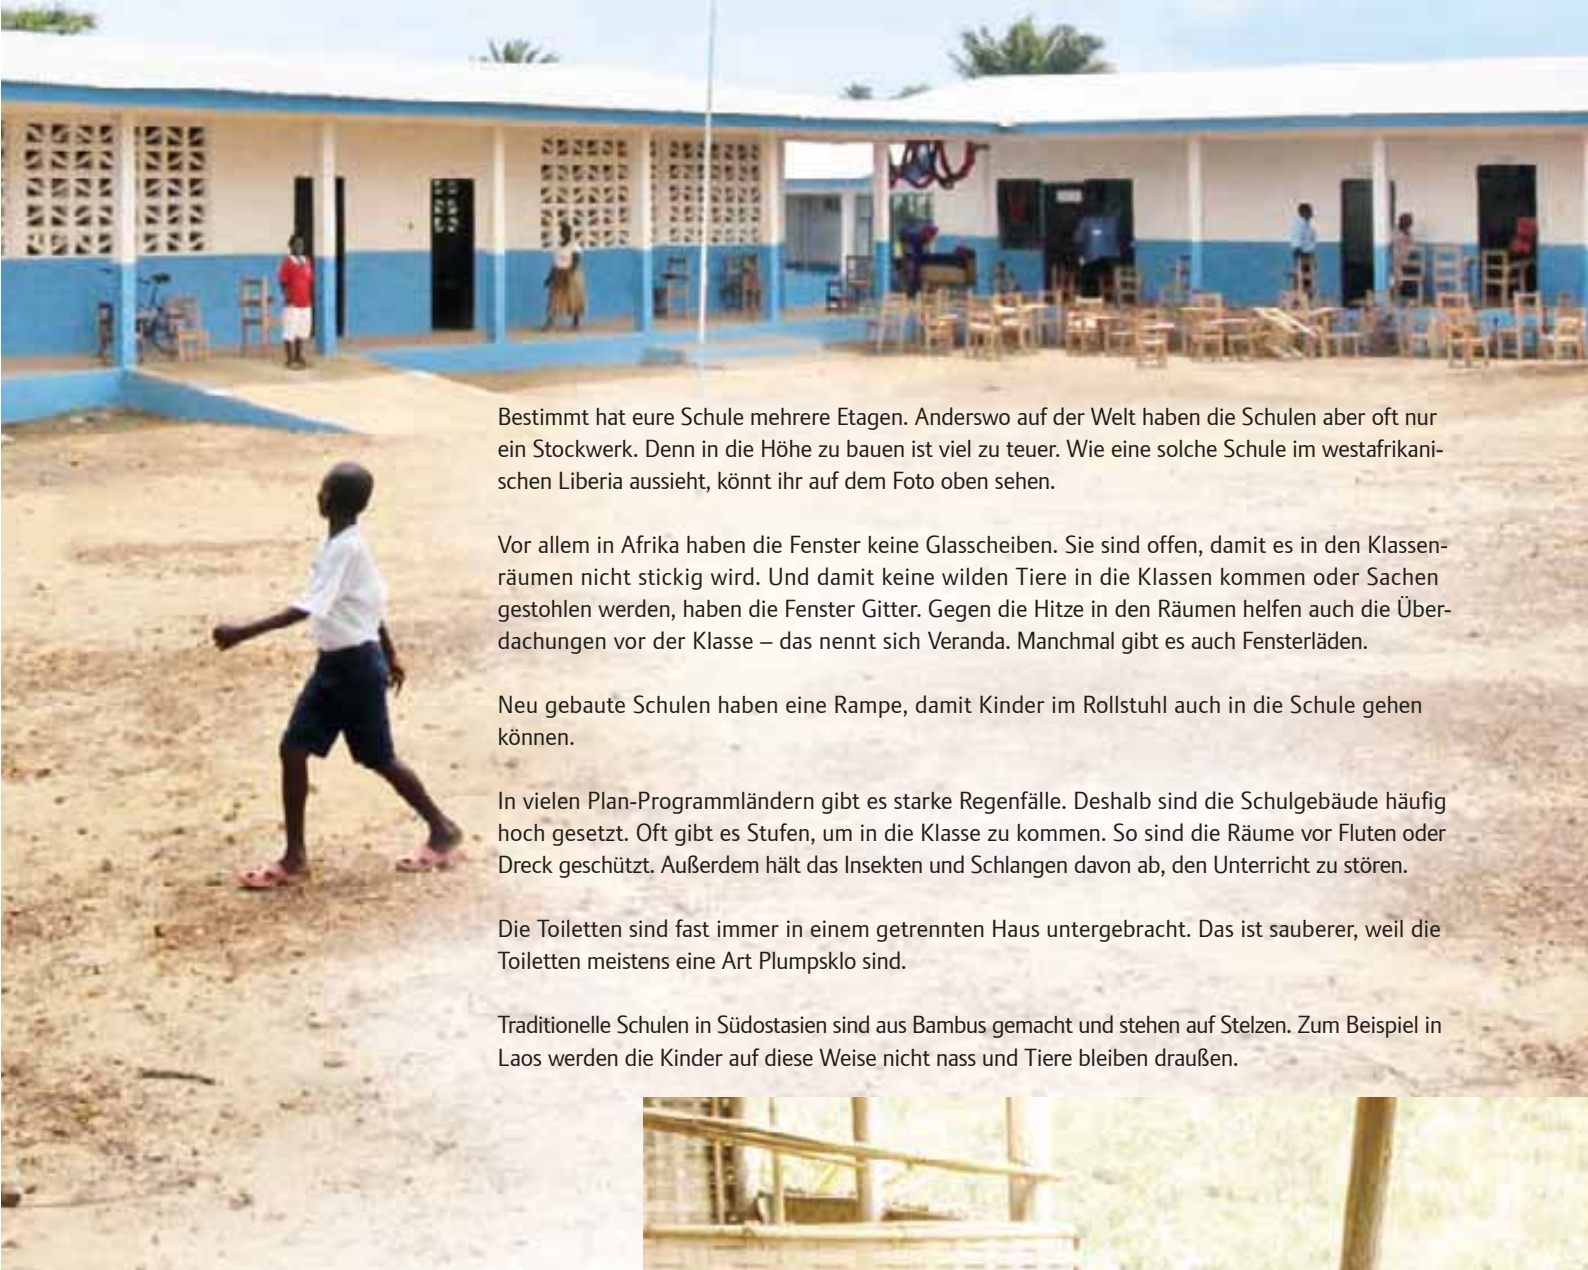 Bestimmt hat eure Schule mehrere Etagen. Anderswo auf der Welt haben die Schulen aber oft nur
ein Stockwerk. Denn in die Höhe zu bauen ist viel zu teuer. Wie eine solche Schule im westafrikani-
schen Liberia aussieht, könnt ihr auf dem Foto oben sehen.
Vor allem in Afrika haben die Fenster keine Glasscheiben. Sie sind offen, damit es in den Klassen-
räumen nicht stickig wird. Und damit keine wilden Tiere in die Klassen kommen oder Sachen
gestohlen werden, haben die Fenster Gitter. Gegen die Hitze in den Räumen helfen auch die Über-
dachungen vor der Klasse – das nennt sich Veranda. Manchmal gibt es auch Fensterläden.
Neu gebaute Schulen haben eine Rampe, damit Kinder im Rollstuhl auch in die Schule gehen
können.
In vielen Plan-Programmländern gibt es starke Regenfälle. Deshalb sind die Schulgebäude häufig
hoch gesetzt. Oft gibt es Stufen, um in die Klasse zu kommen. So sind die Räume vor Fluten oder
Dreck geschützt. Außerdem hält das Insekten und Schlangen davon ab, den Unterricht zu stören.
Die Toiletten sind fast immer in einem getrennten Haus untergebracht. Das ist sauberer, weil die
Toiletten meistens eine Art Plumpsklo sind.
Traditionelle Schulen in Südostasien sind aus Bambus gemacht und stehen auf Stelzen. Zum Beispiel in
Laos werden die Kinder auf diese Weise nicht nass und Tiere bleiben draußen.